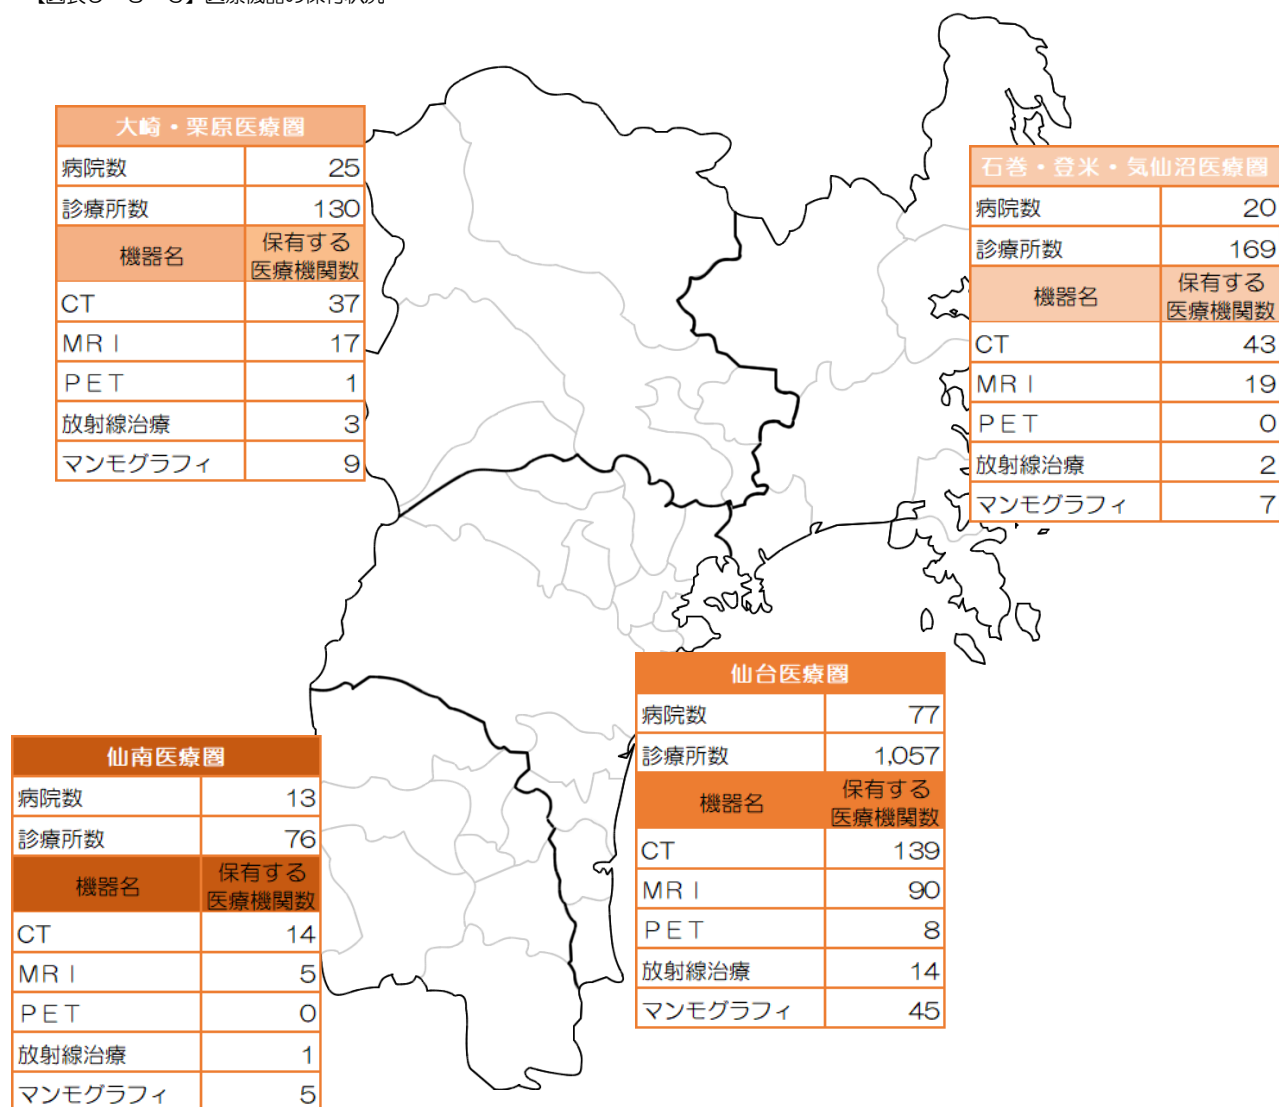 大崎・栗原医療圏
病院数 25
診療所数 130
機器名 保有する
医療機関数
CT 37
MRI 17
PET 1
放射線治療 3
マンモグラフィ 9
石巻・登米・気仙沼医療圏
病院数 20
診療所数 169
機器名 保有する
医療機関数
CT 43
MRI 19
PET 0
放射線治療 2
マンモグラフィ 7
仙台医療圏
病院数 77
診療所数 1,057
機器名 保有する
医療機関数
CT 139
MRI 90
PET 8
放射線治療 14
マンモグラフィ 45
仙南医療圏
病院数 13
診療所数 76
機器名 保有する
医療機関数
CT 14
MRI 5
PET 0
放射線治療 1
マンモグラフィ 5